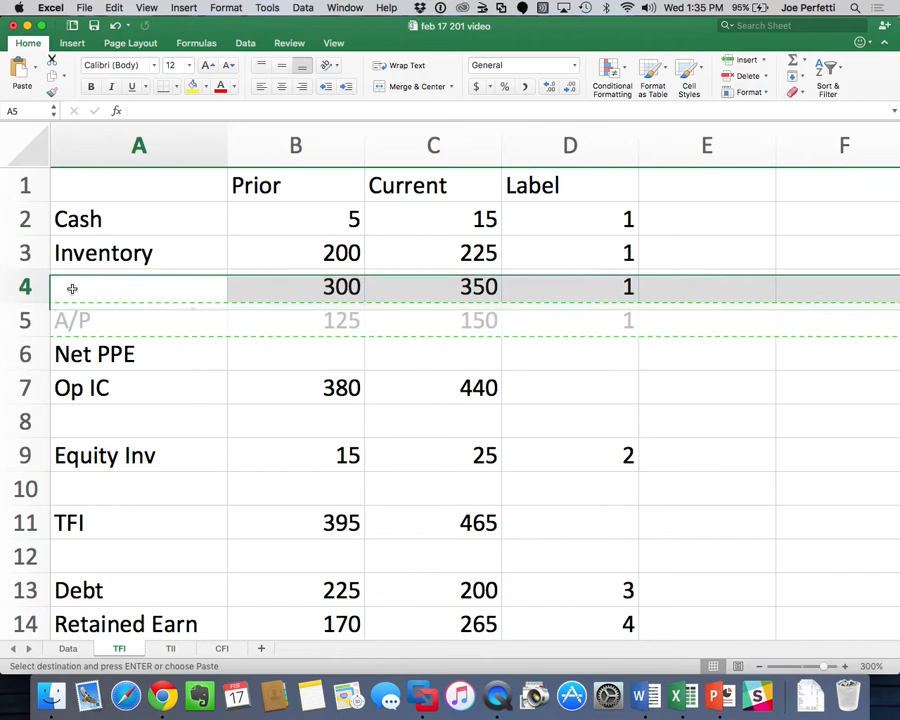 Excel File Edit View Insert Format Tools Data Window Help 95% Wed 1:35 PM Joe Perfetti
feb 17 201 video
Search Sheet
Home Insert Page Layout Formulas Data Review View
Paste
Calibri (Body) 12 A A
B I U A
Wrap Text
Merge & Center
General
$ %
Conditional Formatting
Format as Table
Cell Styles
Insert
Delete
Format
Sort & Filter
A5 fx
A B C D E F
1 Prior Current Label
2 Cash 5 15 1
3 Inventory 200 225 1
4 300 350 1
5 A/P 125 150 1
6 Net PPE
7 Op IC 380 440
8
9 Equity Inv 15 25 2
10
11 TFI 395 465
12
13 Debt 225 200 3
14 Retained Earn 170 265 4
Data TFI TII CFI +
Select destination and press ENTER or choose Paste
300%